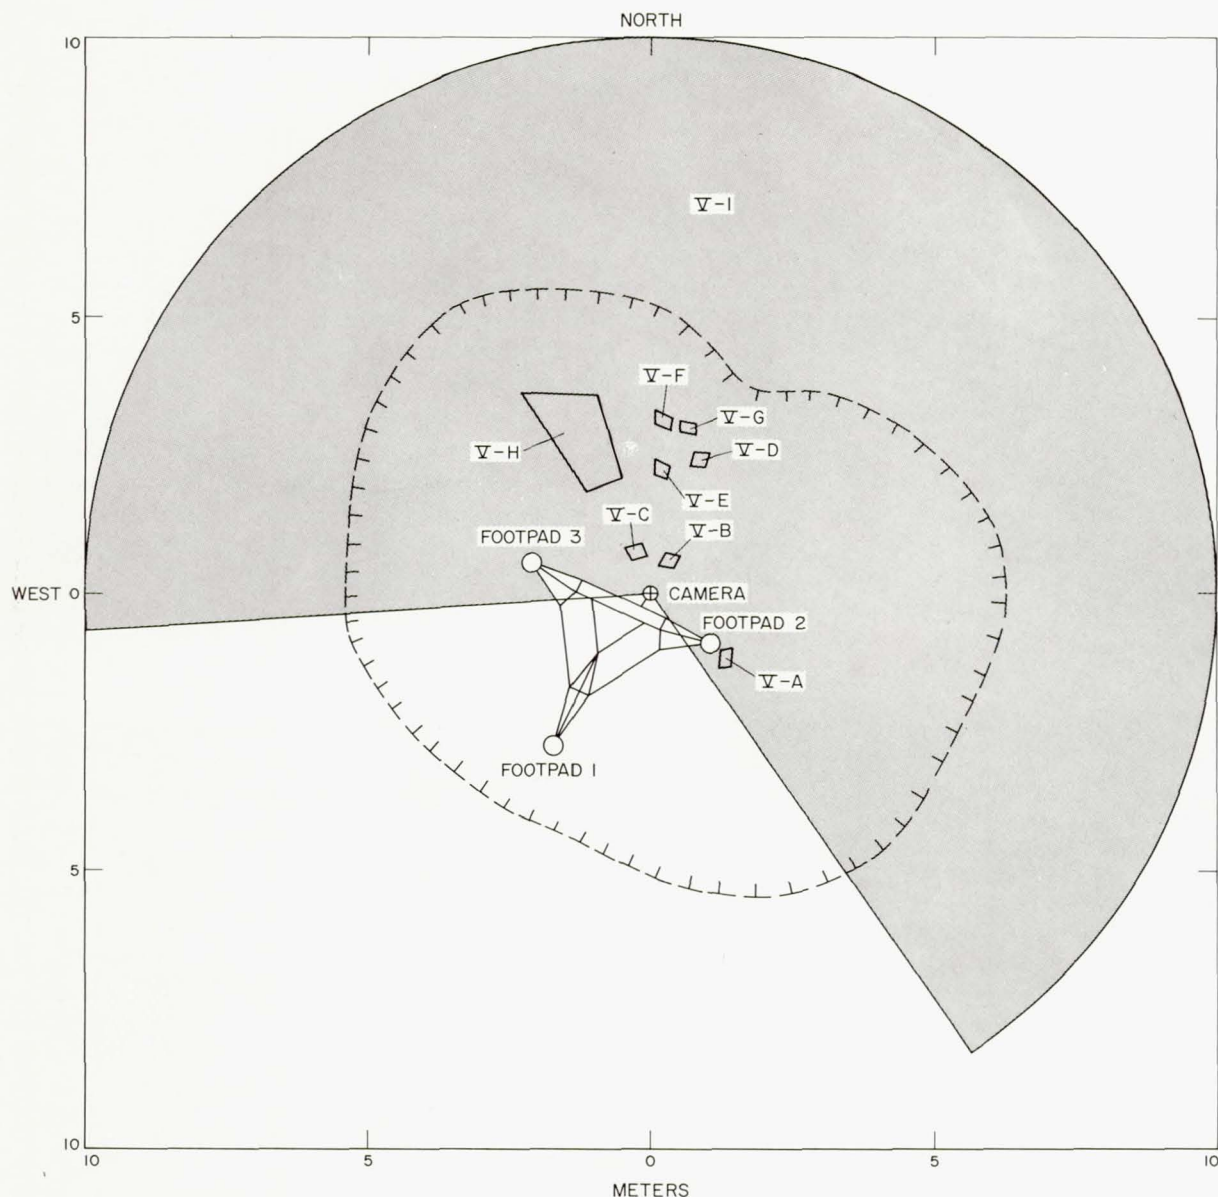 NORTH
10
V-I
5
V-F
V-G
V-H
V-D
V-E
V-C
V-B
FOOTPAD 3
WEST 0
CAMERA
FOOTPAD 2
V-A
FOOTPAD 1
5
10
10 5 0 5 10
METERS